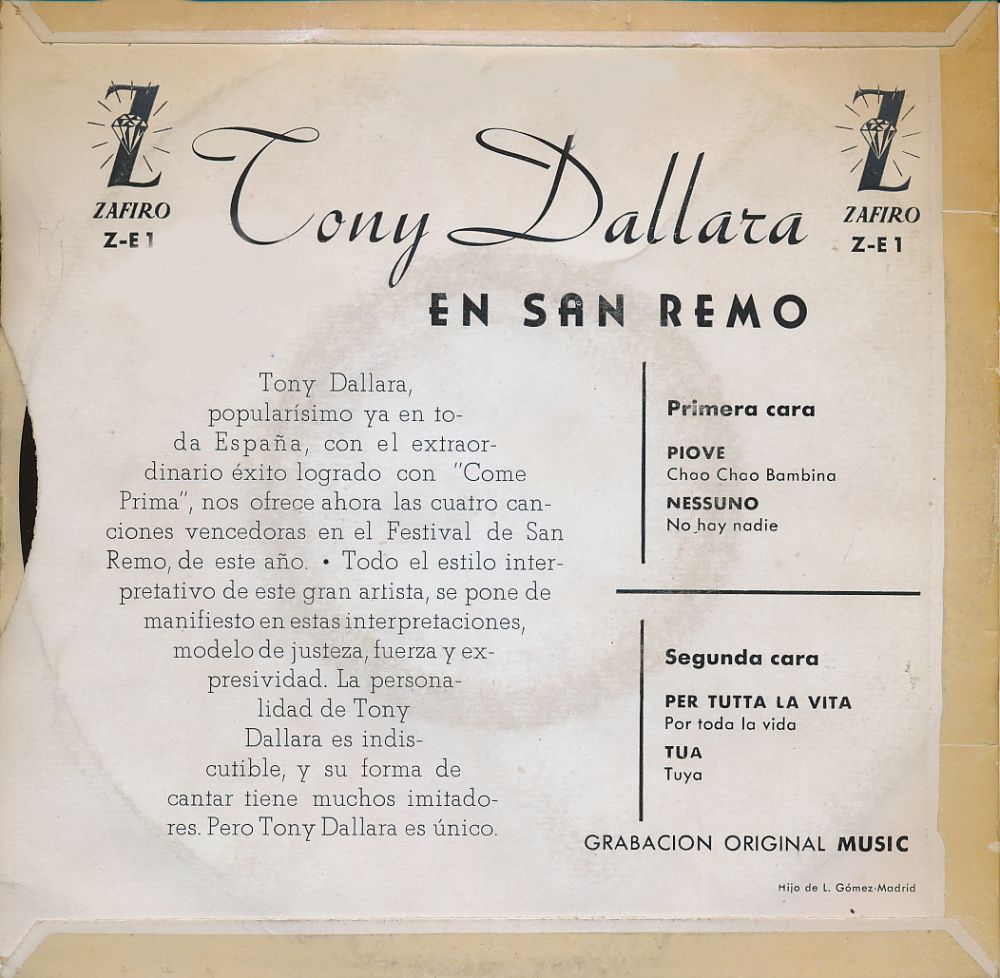 ZAFIRO
Z-E 1
Tony Dallara
ZAFIRO
Z-E 1
EN SAN REMO
Tony Dallara,
popularísimo ya en to-
da España, con el extraor-
dinario éxito logrado con "Come
Prima", nos ofrece ahora las cuatro can-
ciones vencedoras en el Festival de San
Remo, de este año. • Todo el estilo inter-
pretativo de este gran artista, se pone de
manifiesto en estas interpretaciones,
modelo de justeza, fuerza y ex-
presividad. La persona-
lidad de Tony
Dallara es indis-
cutible, y su forma de
cantar tiene muchos imitado-
res. Pero Tony Dallara es único.
Primera cara
PIOVE
Chao Chao Bambina
NESSUNO
No hay nadie
Segunda cara
PER TUTTA LA VITA
Por toda la vida
TUA
Tuya
GRABACION ORIGINAL MUSIC
Hijo de L. Gómez-Madrid